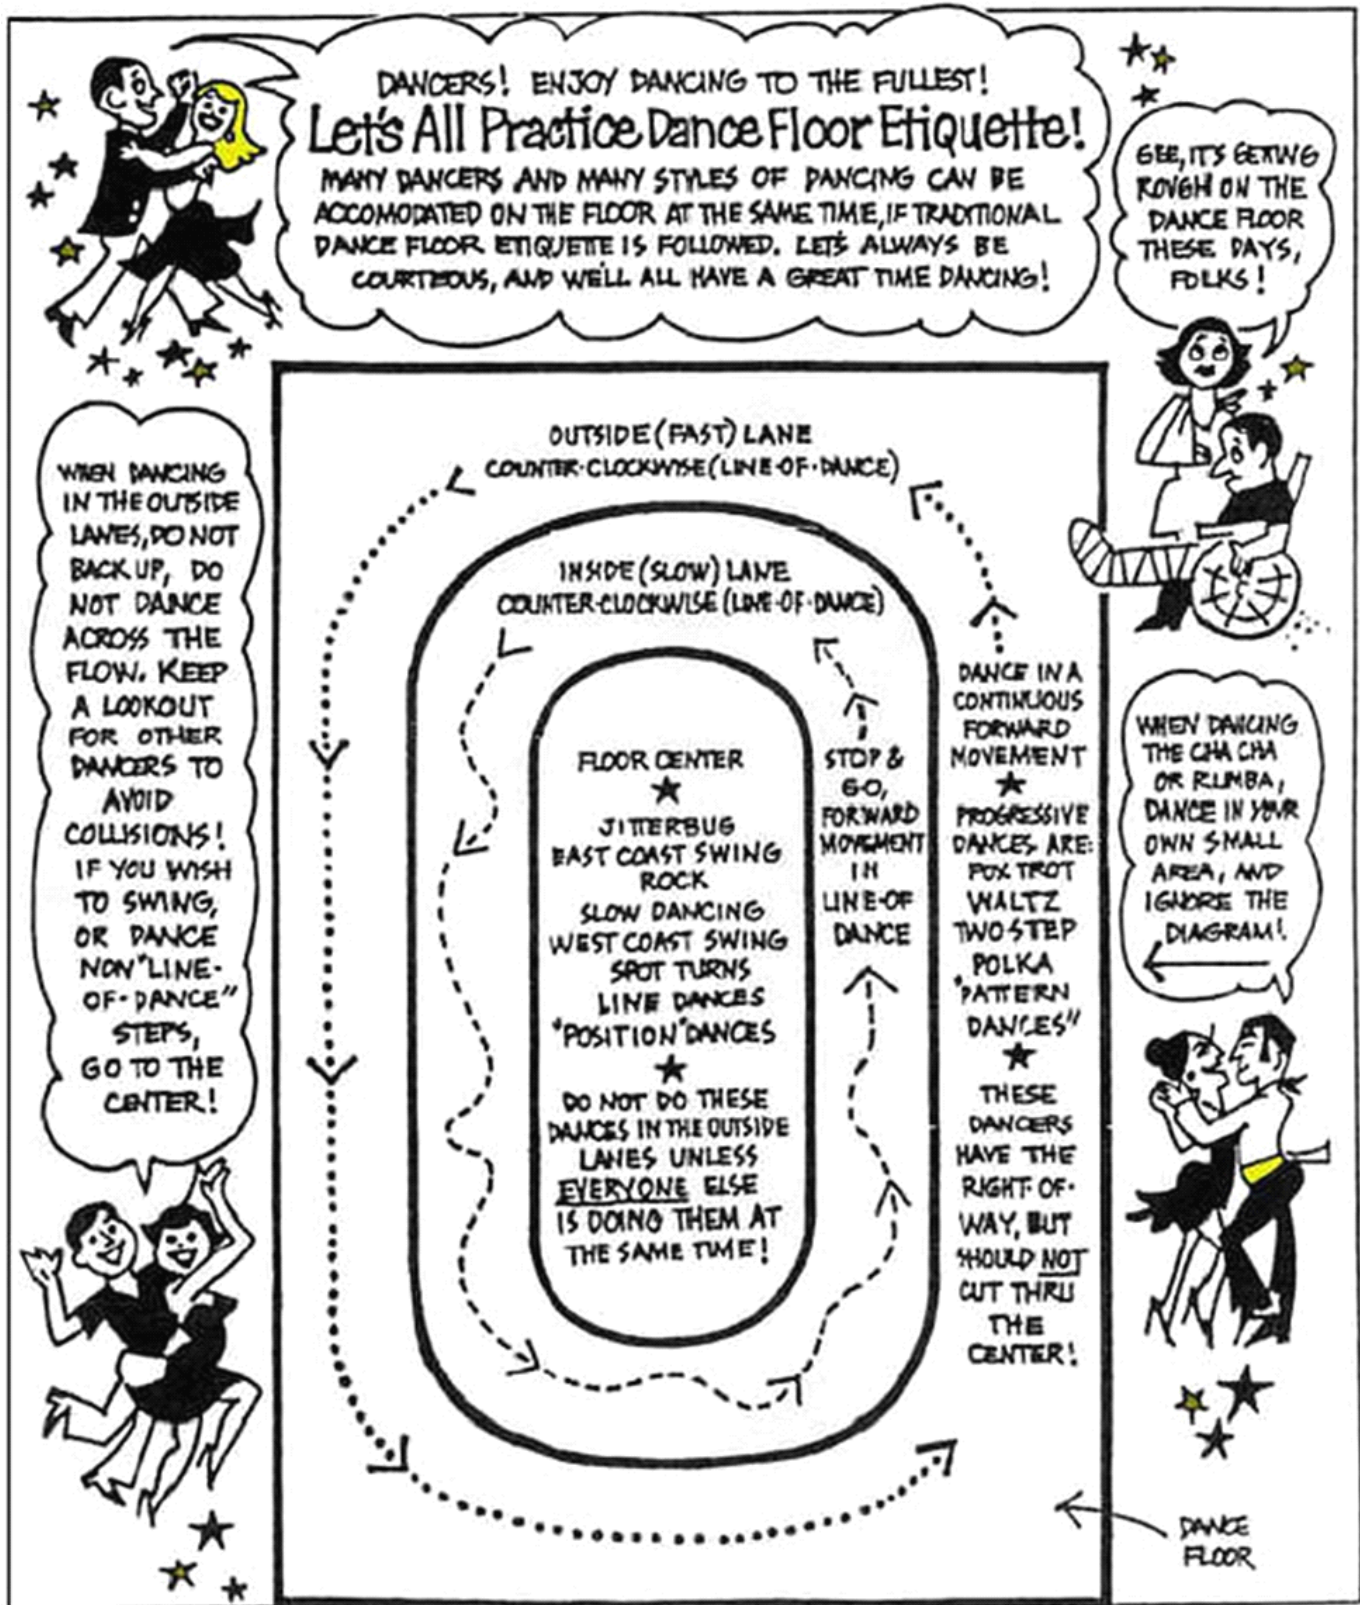 DANCERS! ENJOY DANCING TO THE FULLEST!
Let's All Practice Dance Floor Etiquette!
MANY DANCERS AND MANY STYLES OF DANCING CAN BE
ACCOMODATED ON THE FLOOR AT THE SAME TIME, IF TRADITIONAL
DANCE FLOOR ETIQUETTE IS FOLLOWED. LET'S ALWAYS BE
COURTEOUS, AND WE'LL ALL HAVE A GREAT TIME DANCING!
GEE, IT'S GETTING
ROUGH ON THE
DANCE FLOOR
THESE DAYS,
FOLKS!
WHEN DANCING
IN THE OUTSIDE
LANES, DO NOT
BACK UP, DO
NOT DANCE
ACROSS THE
FLOW. KEEP
A LOOKOUT
FOR OTHER
DANCERS TO
AVOID
COLLISIONS!
IF YOU WISH
TO SWING,
OR DANCE
NON "LINE-
OF-DANCE"
STEPS,
GO TO THE
CENTER!
OUTSIDE (FAST) LANE
COUNTER-CLOCKWISE (LINE-OF-DANCE)
INSIDE (SLOW) LANE
COUNTER-CLOCKWISE (LINE-OF-DANCE)
FLOOR CENTER
JITTERBUG
EAST COAST SWING
ROCK
SLOW DANCING
WEST COAST SWING
SPOT TURNS
LINE DANCES
"POSITION" DANCES
DO NOT DO THESE
DANCES IN THE OUTSIDE
LANES UNLESS
EVERYONE ELSE
IS DOING THEM AT
THE SAME TIME!
STOP &
GO,
FORWARD
MOVEMENT
IN
LINE-OF
DANCE
DANCE IN A
CONTINUOUS
FORWARD
MOVEMENT
PROGRESSIVE
DANCES ARE:
FOX TROT
WALTZ
TWO-STEP
POLKA
"PATTERN
DANCES"
THESE
DANCERS
HAVE THE
RIGHT-OF-
WAY, BUT
SHOULD NOT
CUT THRU
THE
CENTER!
WHEN DANCING
THE CHA CHA
OR RUMBA,
DANCE IN YOUR
OWN SMALL
AREA, AND
IGNORE THE
DIAGRAM!
DANCE
FLOOR